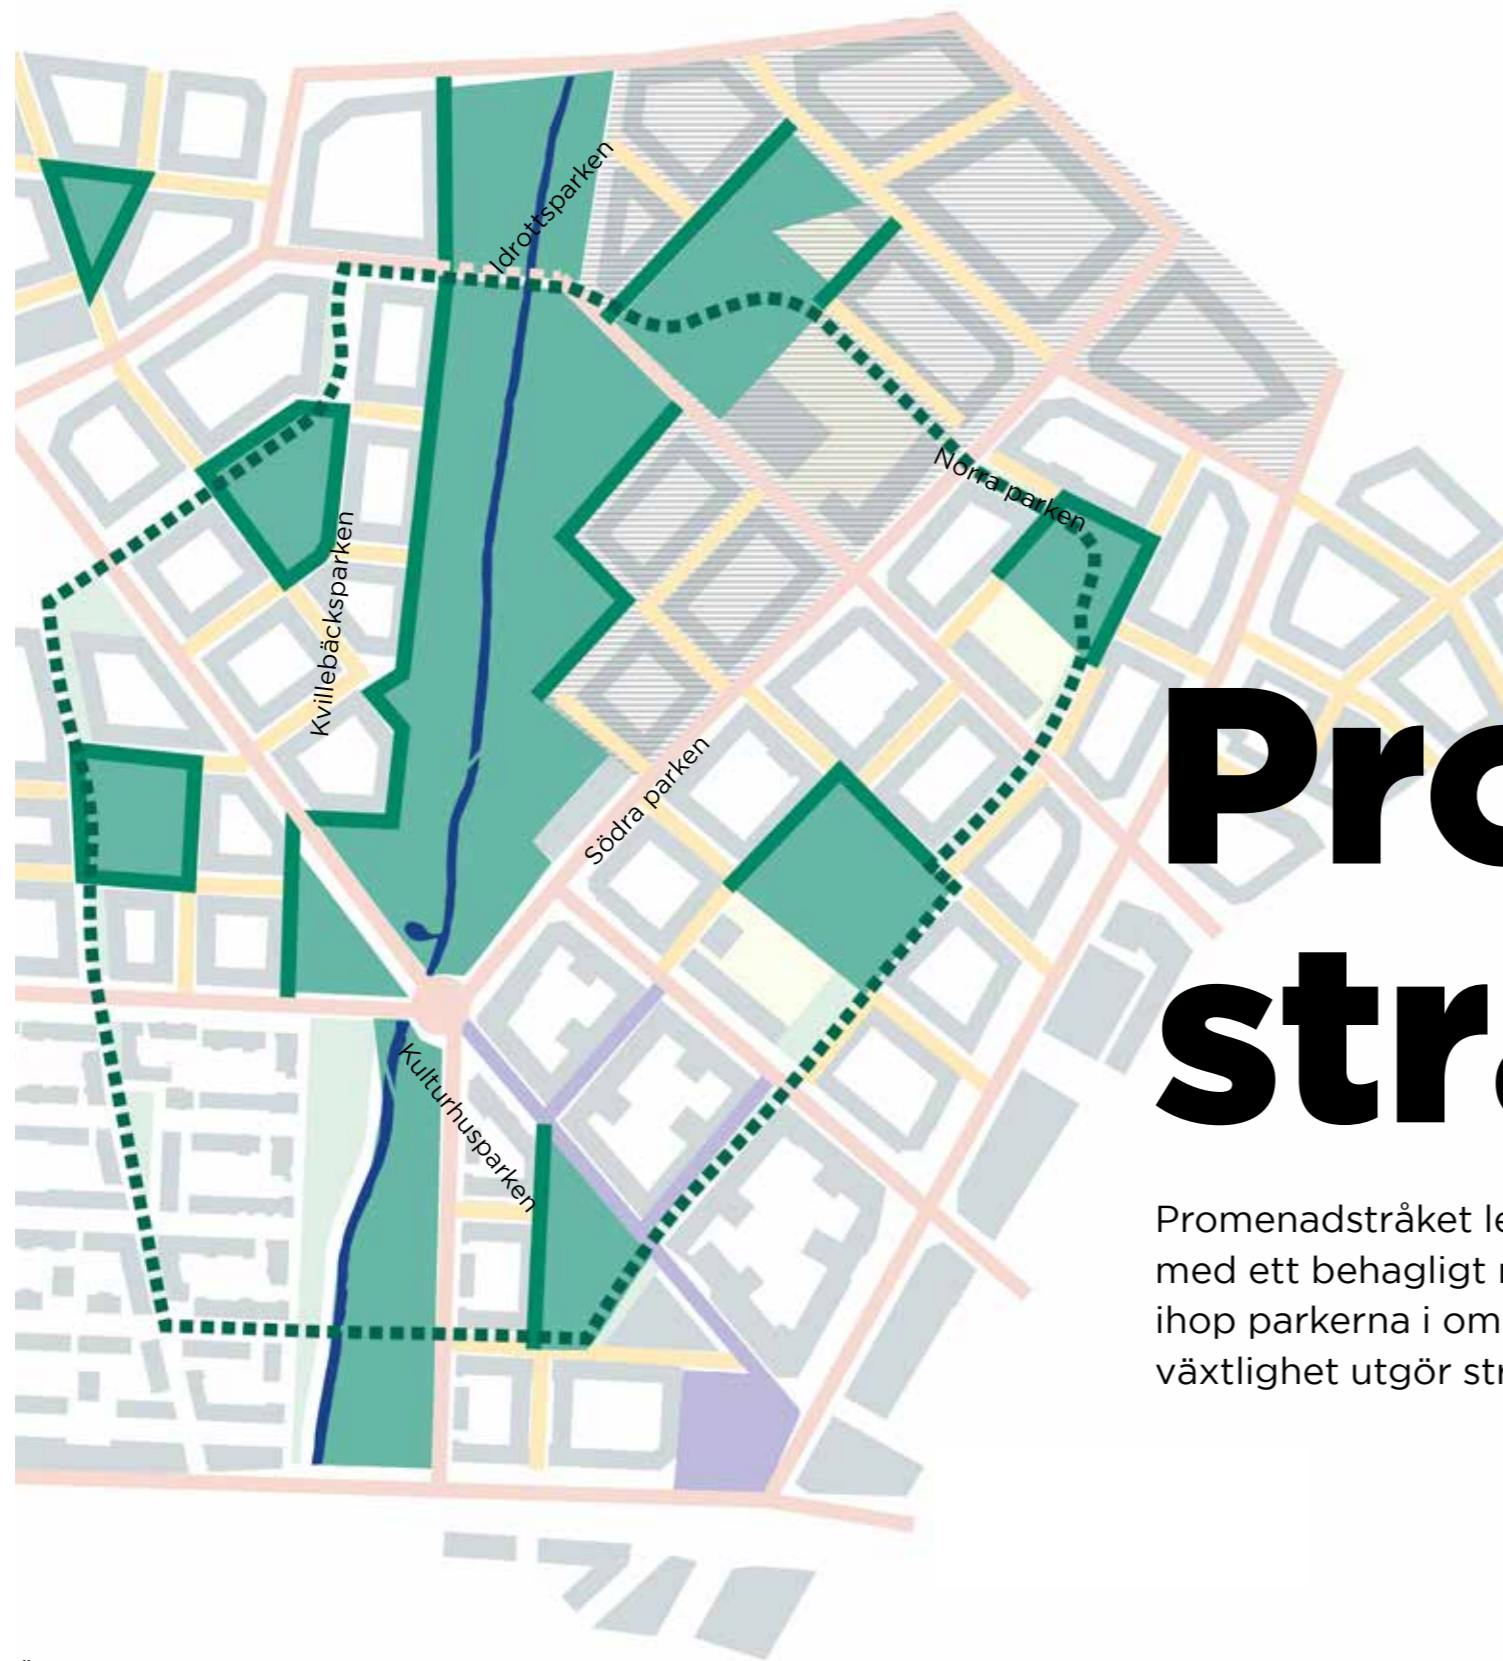 Idrottsparken
Norra parken
Kvillebäcksparken
Södra parken
Kulturhusparken
Pro
strå
Promenadstråket le
med ett behagligt
ihop parkerna i om
växtlighet utgör str